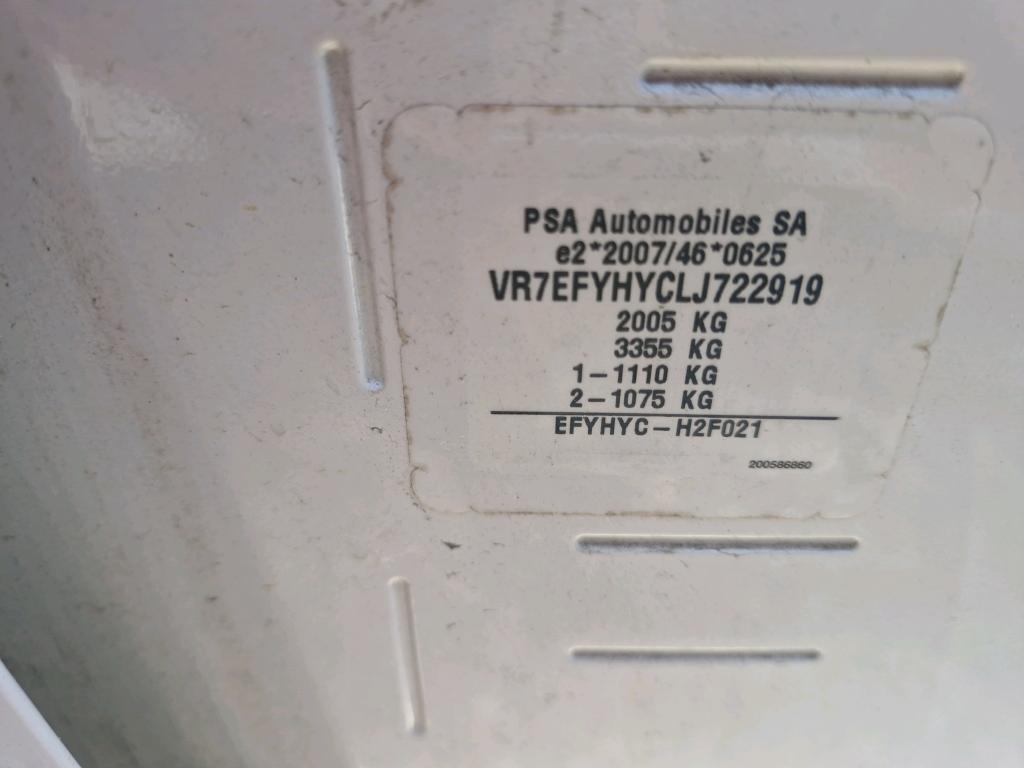 PSA Automobiles SA
e2*2007/46*0625
VR7EFYHYCLJ722919
2005 KG
3355 KG
1-1110 KG
2-1075 KG
EFYHYC-H2F021
200586860